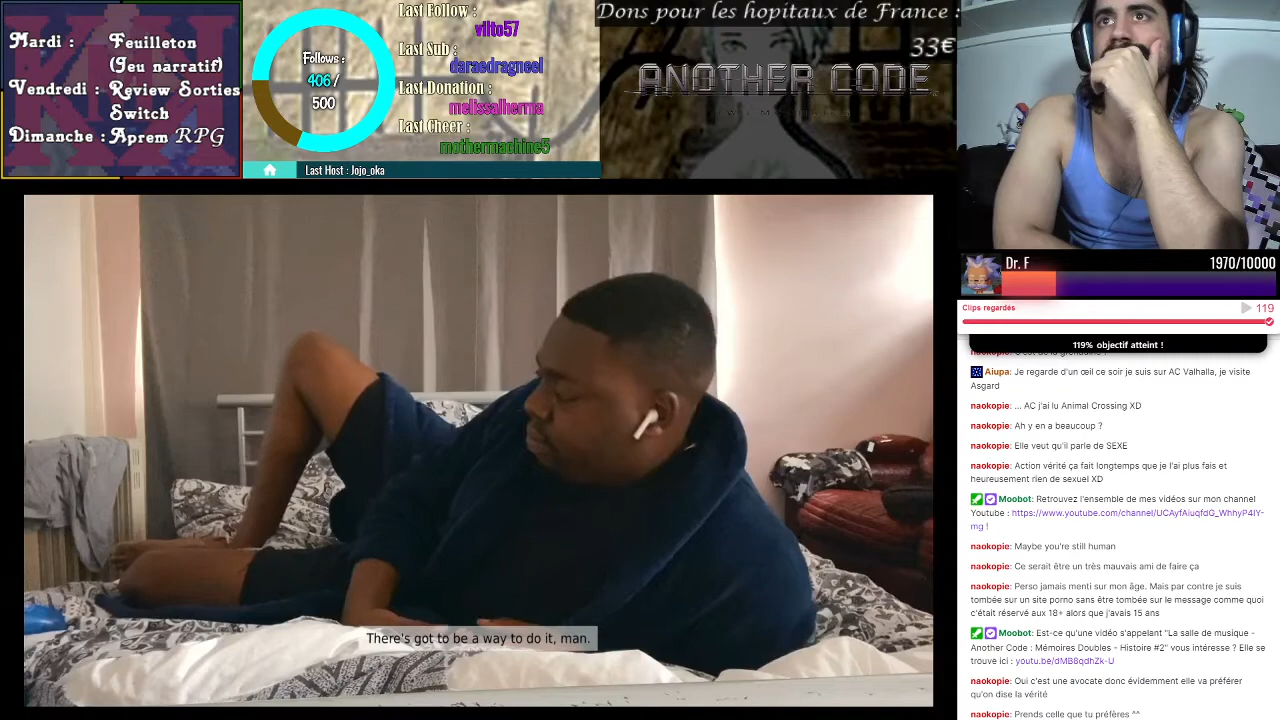 Mardi : Feuilleton
(Jeu narratif)
Vendredi : Review Sorties
Switch
Dimanche : Aprem RPG
Follows :
406 /
500
Last Follow :
vilto57
Last Sub :
daraedragneel
Last Donation :
melissalherrna
Last Cheer :
mothermachine5
Last Host : Jojo_oka
Dons pour les hopitaux de France :
33€
ANOTHER CODE
Dr. F
1970/10000
Clips regardés
119
119% objectif atteint !
Aiupa: Je regarde d'un œil ce soir je suis sur AC Valhalla, je visite
Asgard
naokopie: ... AC j'ai lu Animal Crossing XD
naokopie: Ah y en a beaucoup ?
naokopie: Elle veut qu'il parle de SEXE
naokopie: Action vérité ça fait longtemps que je l'ai plus fais et
heureusement rien de sexuel XD
Moobot: Retrouvez l'ensemble de mes vidéos sur mon channel
Youtube : https://www.youtube.com/channel/UCAyfAiuqfdQ_WhhyP4IY-
mg !
naokopie: Maybe you're still human
naokopie: Ce serait être un très mauvais ami de faire ça
naokopie: Perso jamais menti sur mon âge. Mais par contre je suis
tombée sur un site porno sans être tombée sur le message comme quoi
c'était réservé aux 18+ alors que j'avais 15 ans
Moobot: Est-ce qu'une vidéo s'appelant "La salle de musique -
Another Code : Mémoires Doubles - Histoire #2" vous intéresse ? Elle se
trouve ici : youtu.be/dMB8qdhZk-U
naokopie: Oui c'est une avocate donc évidemment elle va préférer
qu'on dise la vérité
naokopie: Prends celle que tu préfères ^^
There's got to be a way to do it, man.